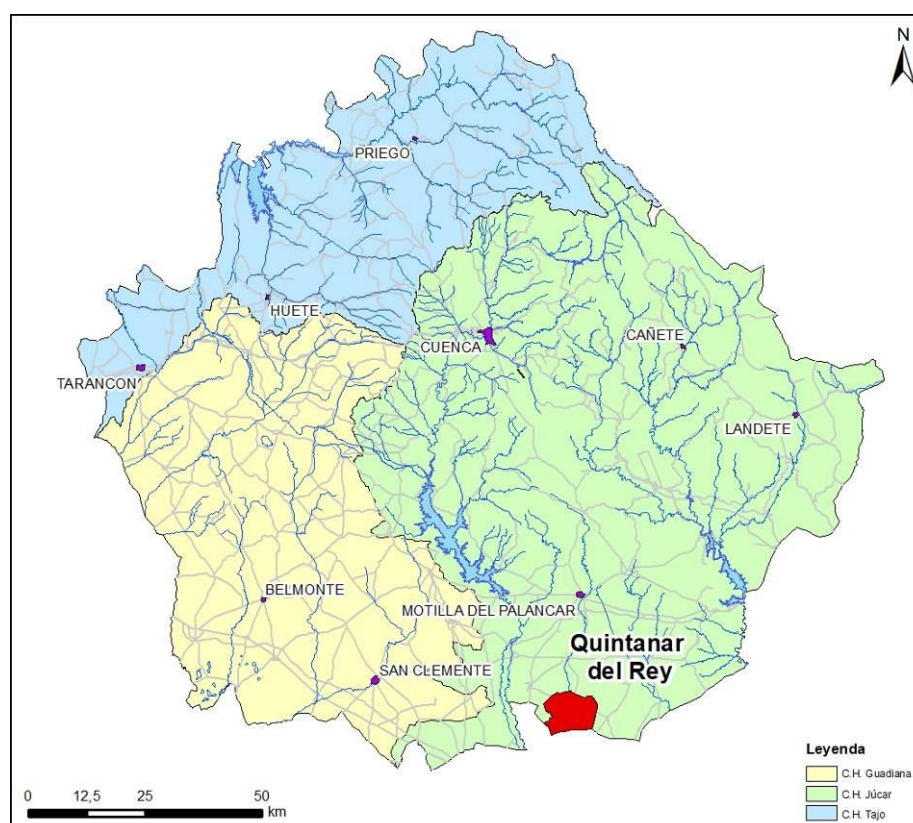 N
PRIEGO
HUETE
CUENCA
CAÑETE
TARANCON
LANDETE
BELMONTE
MOTILLA DEL PALANCAR
Quintanar
del Rey
SAN CLEMENTE
Leyenda
C.H. Guadiana
C.H. Júcar
C.H. Tajo
0 12,5 25 50
km